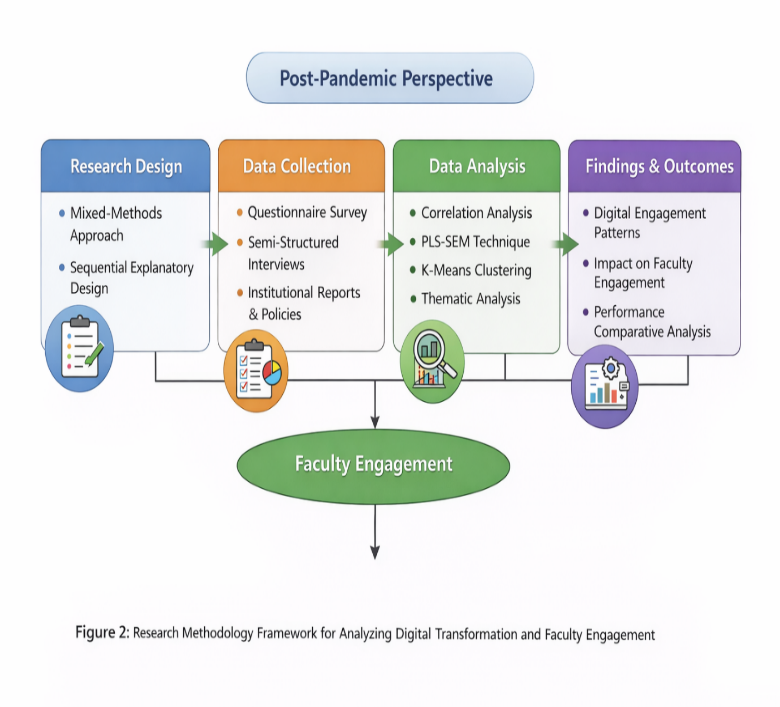 Post-Pandemic Perspective
Research Design
Mixed-Methods
Approach
Sequential Explanatory
Design
Data Collection
Questionnaire Survey
Semi-Structured
Interviews
Institutional Reports
& Policies
Data Analysis
Correlation Analysis
PLS-SEM Technique
K-Means Clustering
Thematic Analysis
Findings & Outcomes
Digital Engagement
Patterns
Impact on Faculty
Engagement
Performance
Comparative Analysis
Faculty Engagement
Figure 2: Research Methodology Framework for Analyzing Digital Transformation and Faculty Engagement